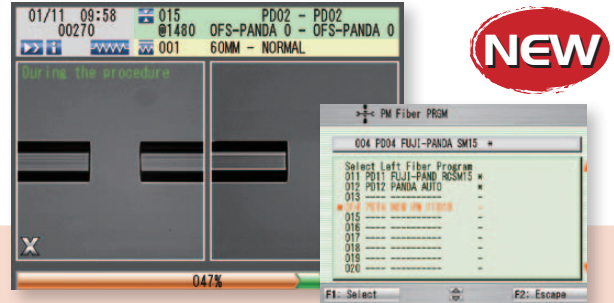 01/11 09:58 015 PD02 - PD02
00270 @1480 OFS-PANDA 0 - OFS-PANDA 0
001 60MM - NORMAL
During the procedure
X
047%
NEW
PM Fiber PRGM
004 PD04 FUJI-PANDA SM15 *
Select Left Fiber Program
011 PD11 FUJI-PAND RCSM15 *
012 PD12 PANDA AUTO *
013 ---- ---------- -
015 ---- ---------- -
016 ---- ---------- -
017 ---- ---------- -
018 ---- ---------- -
019 ---- ---------- -
020 ---- ---------- -
F1: Select F2: Escape